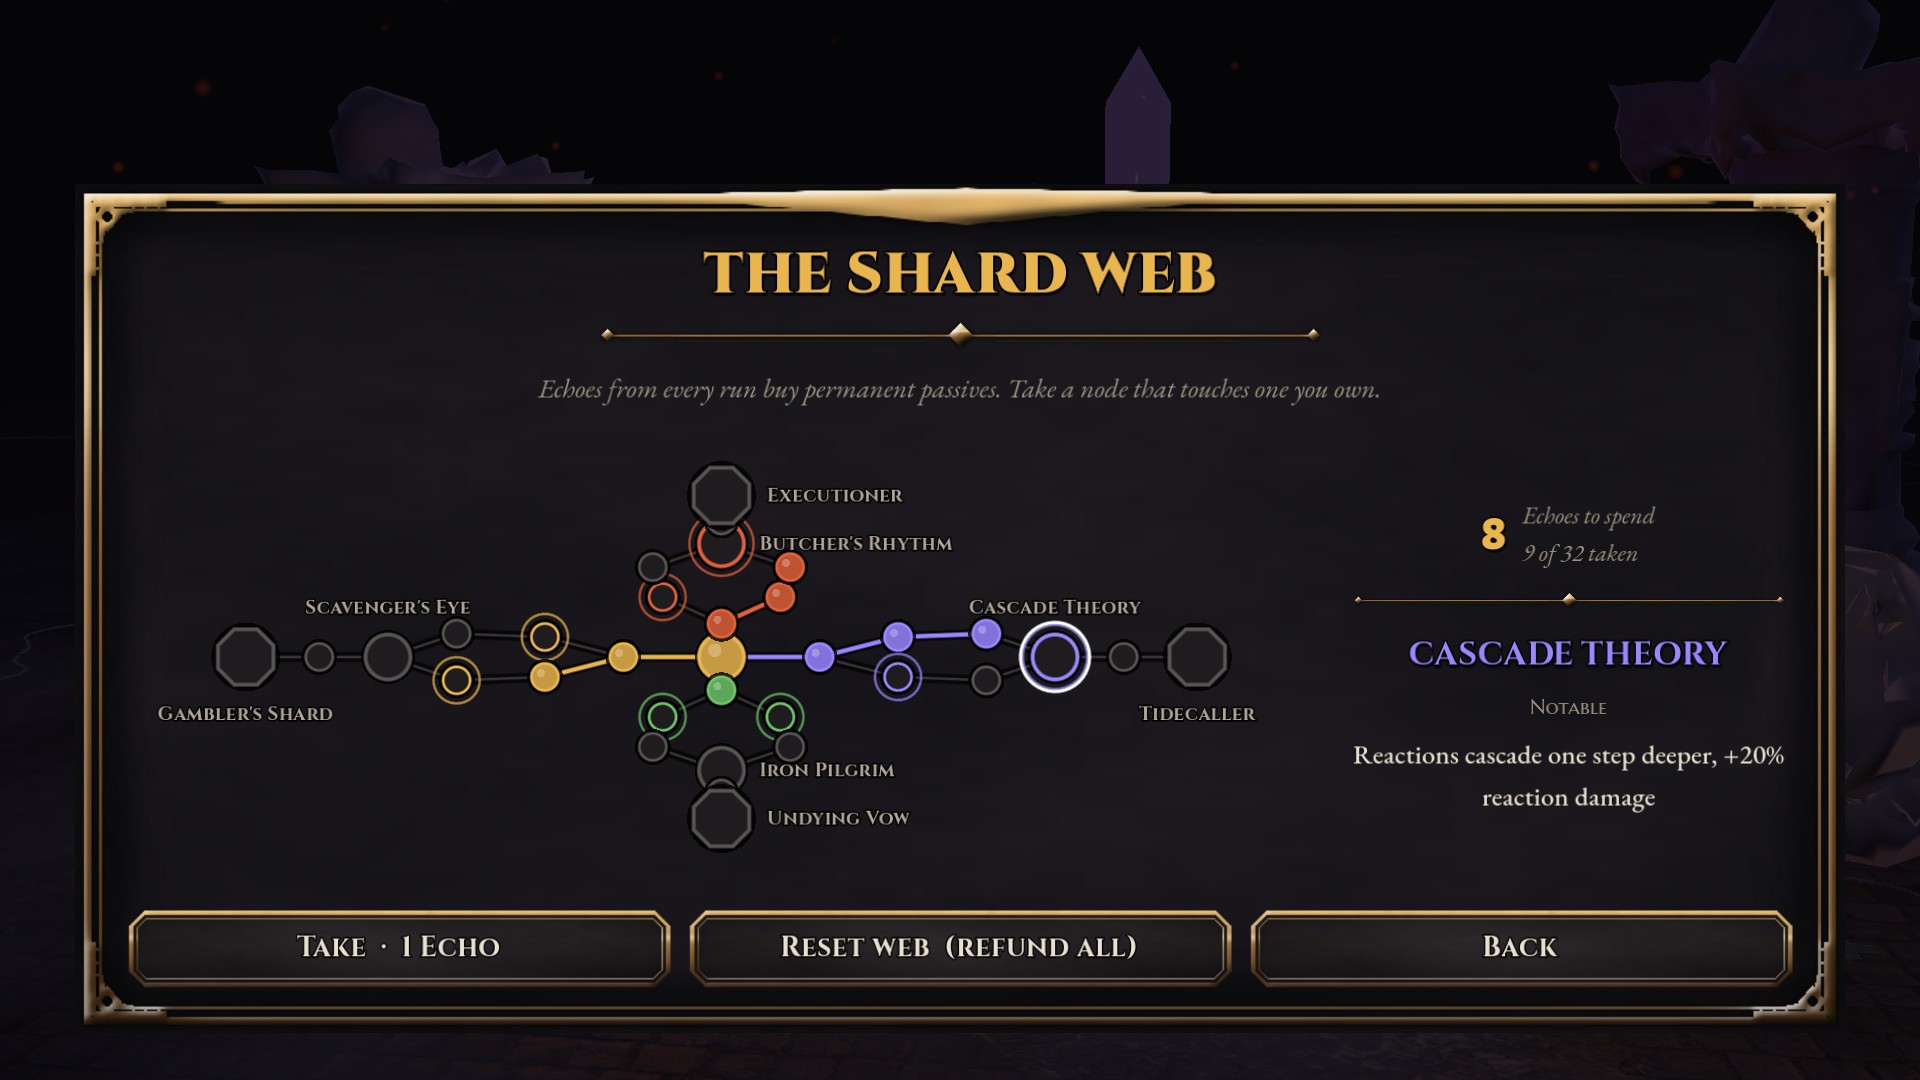 THE SHARD WEB
Echoes from every run buy permanent passives. Take a node that touches one you own.
EXECUTIONER
BUTCHER'S RHYTHM
SCAVENGER'S EYE
CASCADE THEORY
GAMBLER'S SHARD
TIDECALLER
IRON PILGRIM
UNDYING VOW
8
Echoes to spend
9 of 32 taken
CASCADE THEORY
NOTABLE
Reactions cascade one step deeper, +20%
reaction damage
TAKE · 1 ECHO
RESET WEB (REFUND ALL)
BACK